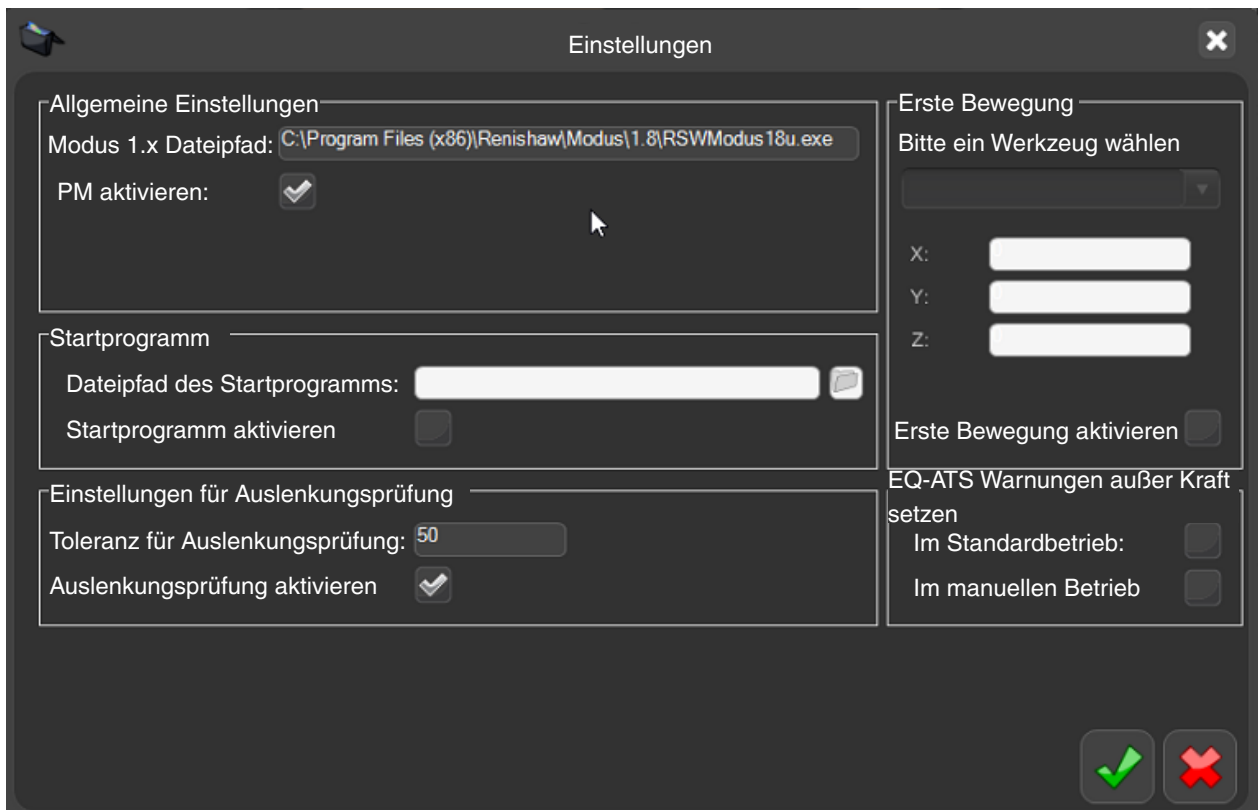 Einstellungen
Allgemeine Einstellungen
Modus 1.x Dateipfad: C:\Program Files (x86)\Renishaw\Modus\1.8\RSWModus18u.exe
PM aktivieren:
Startprogramm
Dateipfad des Startprogramms:
Startprogramm aktivieren
Einstellungen für Auslenkungsprüfung
Toleranz für Auslenkungsprüfung: 50
Auslenkungsprüfung aktivieren
Erste Bewegung
Bitte ein Werkzeug wählen
X:
Y:
Z:
Erste Bewegung aktivieren
EQ-ATS Warnungen außer Kraft
setzen
Im Standardbetrieb:
Im manuellen Betrieb